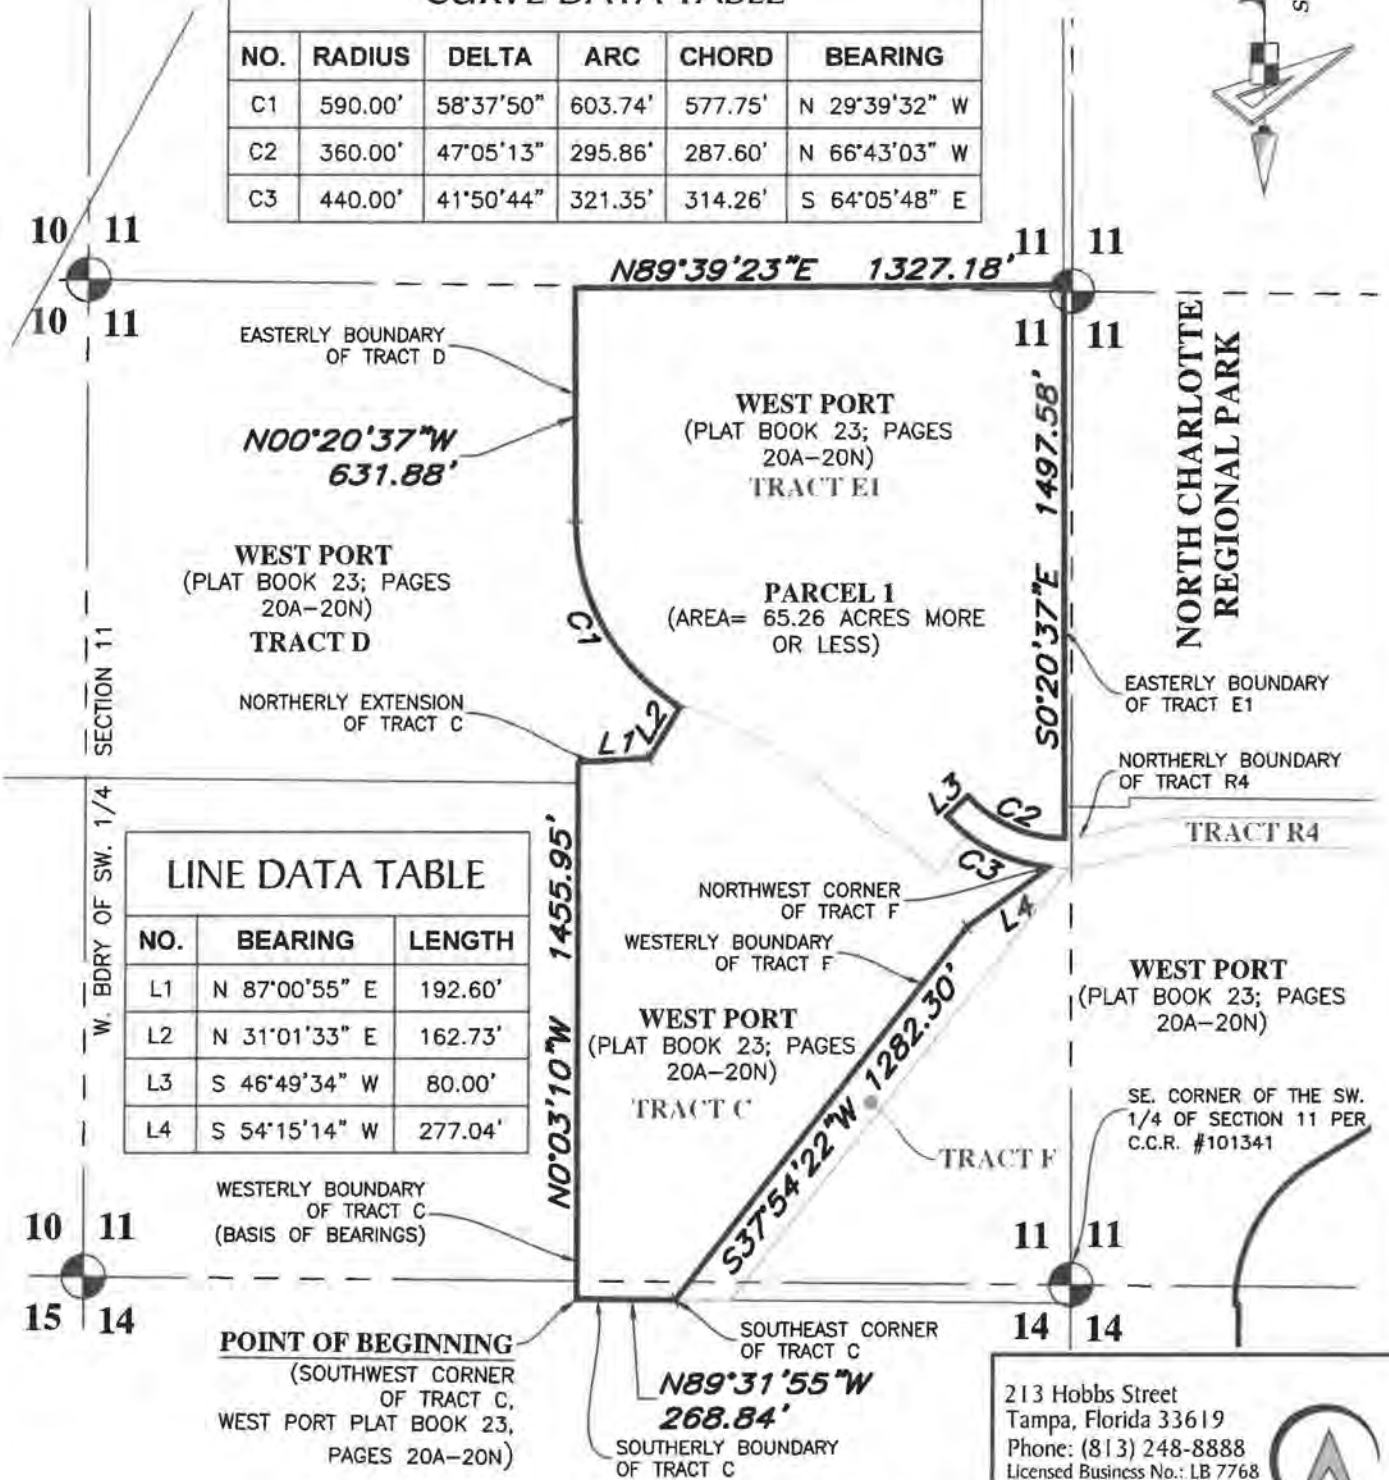 CURVE DATA TABLE
NO. RADIUS DELTA ARC CHORD BEARING
C1 590.00' 58°37'50" 603.74' 577.75' N 29°39'32" W
C2 360.00' 47°05'13" 295.86' 287.60' N 66°43'03" W
C3 440.00' 41°50'44" 321.35' 314.26' S 64°05'48" E
S
10 11
10 11
11 11
11 11
N89°39'23"E 1327.18'
EASTERLY BOUNDARY
OF TRACT D
N00°20'37"W
631.88'
WEST PORT
(PLAT BOOK 23; PAGES
20A-20N)
TRACT E1
S0°20'37"E 1497.58'
NORTH CHARLOTTE
REGIONAL PARK
WEST PORT
(PLAT BOOK 23; PAGES
20A-20N)
TRACT D
PARCEL 1
(AREA= 65.26 ACRES MORE
OR LESS)
C1
NORTHERLY EXTENSION
OF TRACT C
L1
L2
EASTERLY BOUNDARY
OF TRACT E1
NORTHERLY BOUNDARY
OF TRACT R4
TRACT R4
L3
C2
C3
L4
W. BDRY OF SW. 1/4 SECTION 11
LINE DATA TABLE
NO. BEARING LENGTH
L1 N 87°00'55" E 192.60'
L2 N 31°01'33" E 162.73'
L3 S 46°49'34" W 80.00'
L4 S 54°15'14" W 277.04'
N0°03'10"W 1455.95'
NORTHWEST CORNER
OF TRACT F
WESTERLY BOUNDARY
OF TRACT F
WEST PORT
(PLAT BOOK 23; PAGES
20A-20N)
TRACT C
S37°54'22"W 1282.30'
WEST PORT
(PLAT BOOK 23; PAGES
20A-20N)
SE. CORNER OF THE SW.
1/4 OF SECTION 11 PER
C.C.R. #101341
TRACT F
WESTERLY BOUNDARY
OF TRACT C
(BASIS OF BEARINGS)
10 11
15 14
11 11
14 14
POINT OF BEGINNING
(SOUTHWEST CORNER
OF TRACT C,
WEST PORT PLAT BOOK 23,
PAGES 20A-20N)
SOUTHEAST CORNER
OF TRACT C
N89°31'55"W
268.84'
SOUTHERLY BOUNDARY
OF TRACT C
213 Hobbs Street
Tampa, Florida 33619
Phone: (813) 248-8888
Licensed Business No.: LB 7768